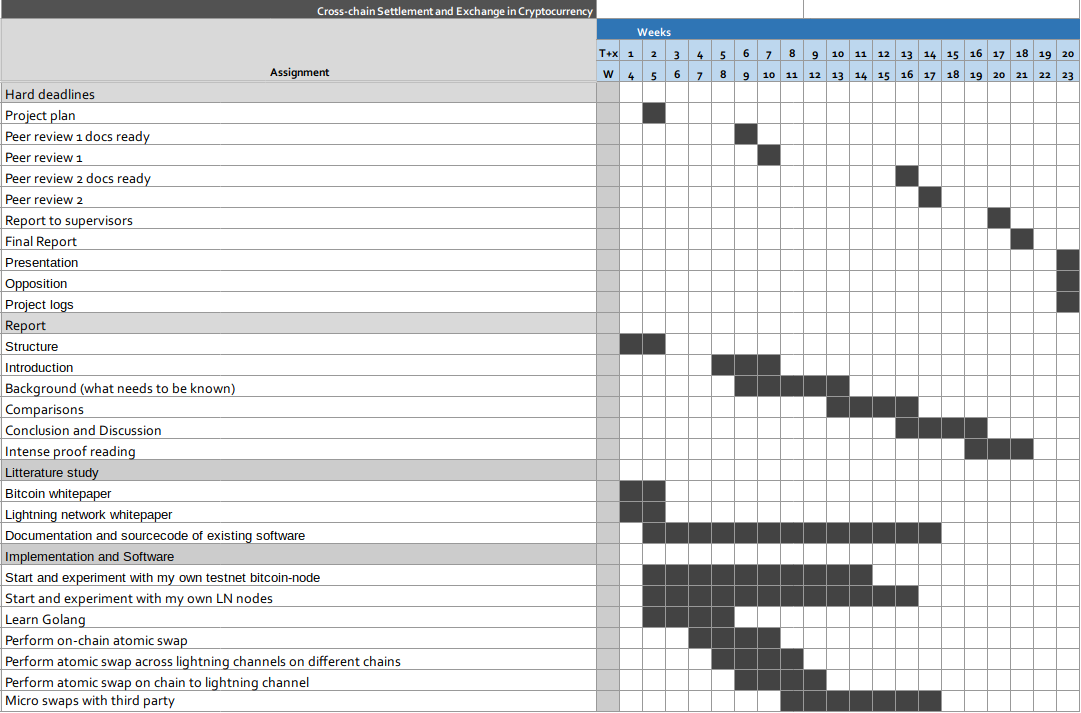 Cross-chain Settlement and Exchange in Cryptocurrency
Weeks
T+x 1 2 3 4 5 6 7 8 9 10 11 12 13 14 15 16 17 18 19 20
Assignment
W 4 5 6 7 8 9 10 11 12 13 14 15 16 17 18 19 20 21 22 23
Hard deadlines
Project plan
Peer review 1 docs ready
Peer review 1
Peer review 2 docs ready
Peer review 2
Report to supervisors
Final Report
Presentation
Opposition
Project logs
Report
Structure
Introduction
Background (what needs to be known)
Comparisons
Conclusion and Discussion
Intense proof reading
Litterature study
Bitcoin whitepaper
Lightning network whitepaper
Documentation and sourcecode of existing software
Implementation and Software
Start and experiment with my own testnet bitcoin-node
Start and experiment with my own LN nodes
Learn Golang
Perform on-chain atomic swap
Perform atomic swap across lightning channels on different chains
Perform atomic swap on chain to lightning channel
Micro swaps with third party